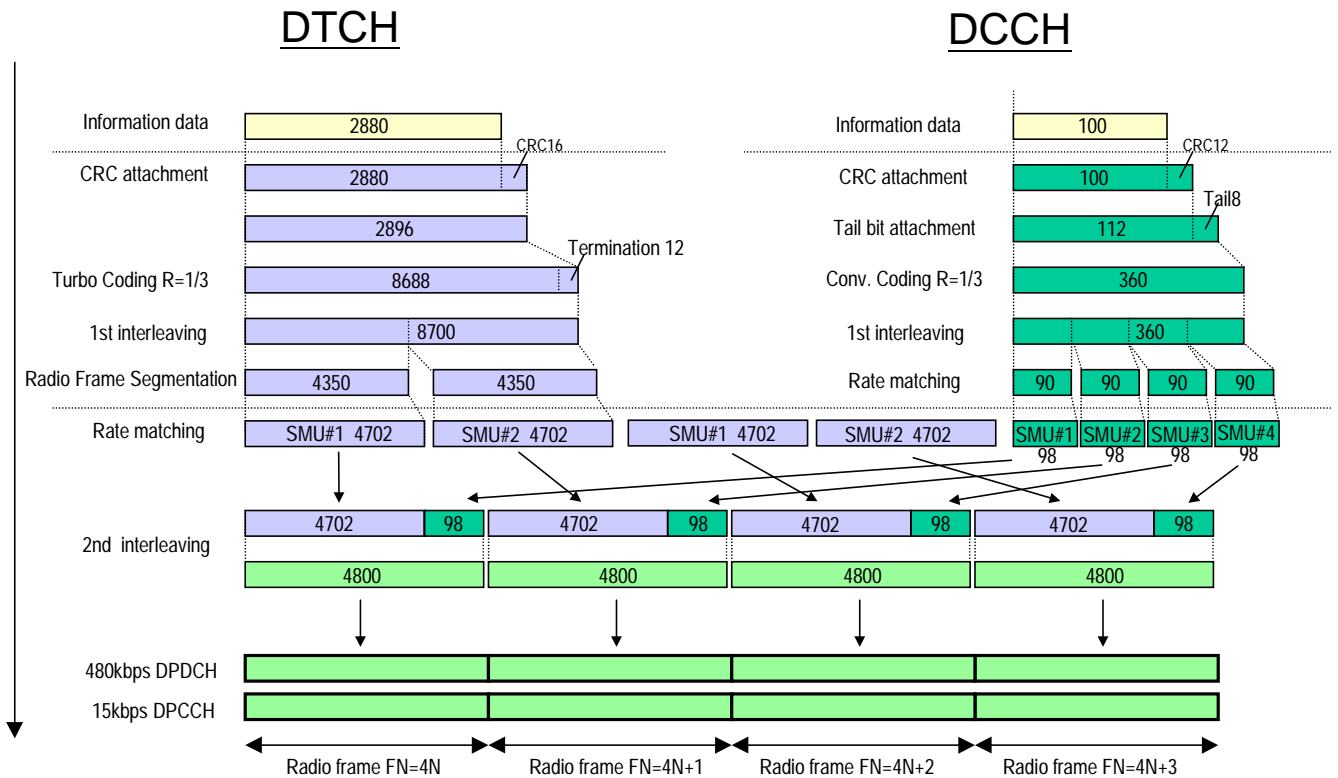 DTCH DCCH
Information data 2880 Information data 100
CRC16 CRC12
CRC attachment 2880 CRC attachment 100
Tail8
2896 Tail bit attachment 112
Termination 12
Turbo Coding R=1/3 8688 Conv. Coding R=1/3 360
1st interleaving 8700 1st interleaving 360
Radio Frame Segmentation 4350 4350 Rate matching 90 90 90 90
Rate matching SMU#1 4702 SMU#2 4702 SMU#1 4702 SMU#2 4702 SMU#1 SMU#2 SMU#3 SMU#4
98 98 98 98
4702 98 4702 98 4702 98 4702 98
2nd interleaving
4800 4800 4800 4800
480kbps DPDCH
15kbps DPCCH
Radio frame FN=4N Radio frame FN=4N+1 Radio frame FN=4N+2 Radio frame FN=4N+3